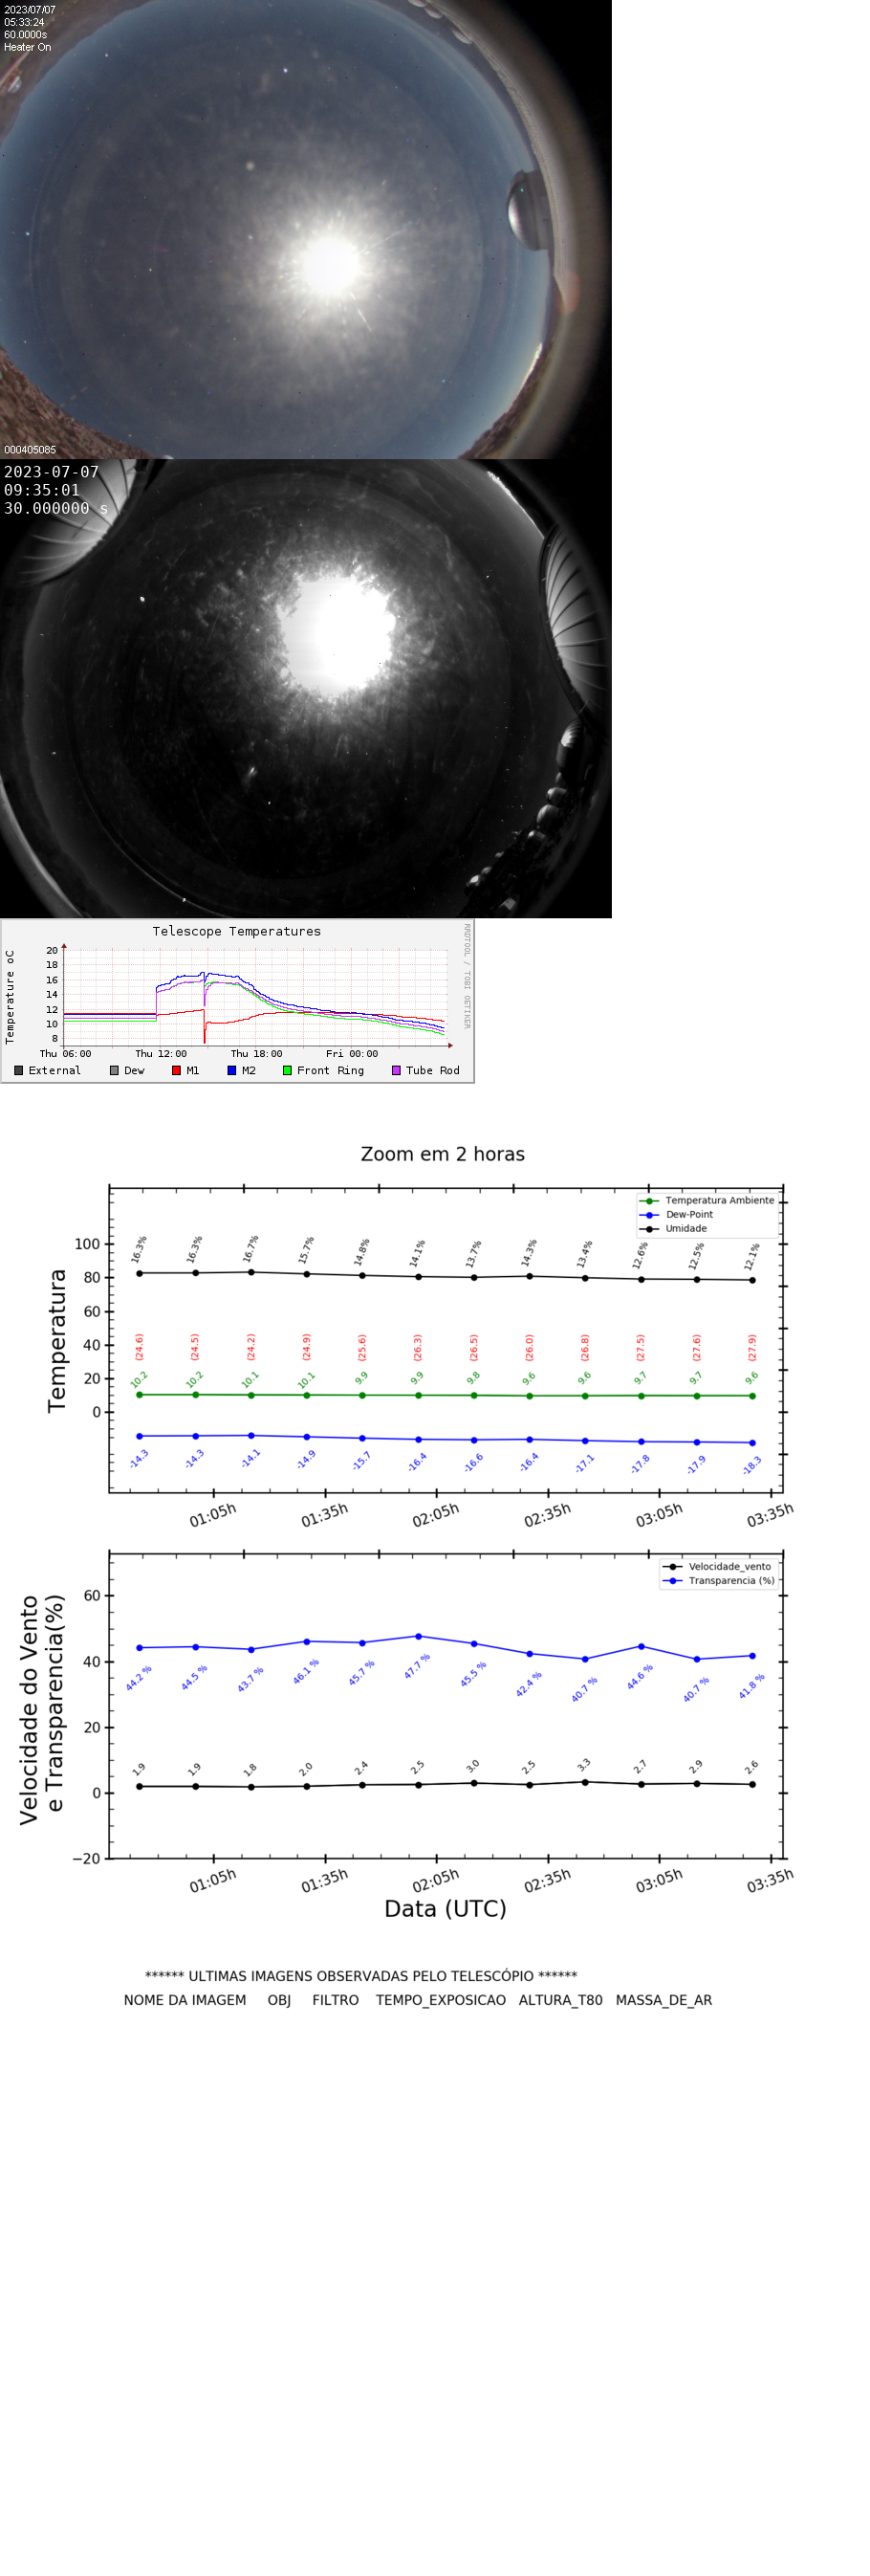 2023/07/07
05:33:24
60.0000s
Heater On
000405085
2023-07-07
09:35:01
30.000000 s
Telescope Temperatures
RRDTOOL / TOBI OETIKER
Temperature oC
20
18
16
14
12
10
8
Thu 06:00 Thu 12:00 Thu 18:00 Fri 00:00
External Dew M1 M2 Front Ring Tube Rod
Zoom em 2 horas
Temperatura
Temperatura Ambiente
Dew-Point
Umidade
100
80
60
40
20
0
16.3% 16.3% 16.7% 15.7% 14.8% 14.1% 13.7% 14.3% 13.4% 12.6% 12.5% 12.1%
(24.6) (24.5) (24.2) (24.9) (25.6) (26.3) (26.5) (26.0) (26.8) (27.5) (27.6) (27.9)
10.2 10.2 10.1 10.1 9.9 9.9 9.8 9.6 9.6 9.7 9.7 9.6
-14.3 -14.3 -14.1 -14.9 -15.7 -16.4 -16.6 -16.4 -17.1 -17.8 -17.9 -18.3
01:05h 01:35h 02:05h 02:35h 03:05h 03:35h
Velocidade do Vento
e Transparencia(%)
Velocidade_vento
Transparencia (%)
60
40
20
0
−20
44.2 % 44.5 % 43.7 % 46.1 % 45.7 % 47.7 % 45.5 % 42.4 % 40.7 % 44.6 % 40.7 % 41.8 %
1.9 1.9 1.8 2.0 2.4 2.5 3.0 2.5 3.3 2.7 2.9 2.6
01:05h 01:35h 02:05h 02:35h 03:05h 03:35h
Data (UTC)
****** ULTIMAS IMAGENS OBSERVADAS PELO TELESCÓPIO ******
NOME DA IMAGEM OBJ FILTRO TEMPO_EXPOSICAO ALTURA_T80 MASSA_DE_AR